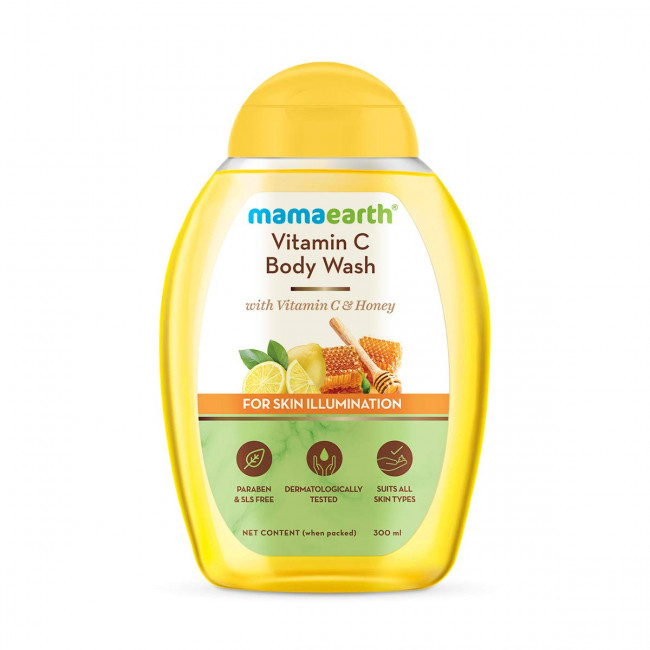 mamaearth®
Vitamin C
Body Wash
with Vitamin C & Honey
FOR SKIN ILLUMINATION
PARABEN
& SLS FREE
DERMATOLOGICALLY
TESTED
SUITS ALL
SKIN TYPES
NET CONTENT (when packed) 300 ml